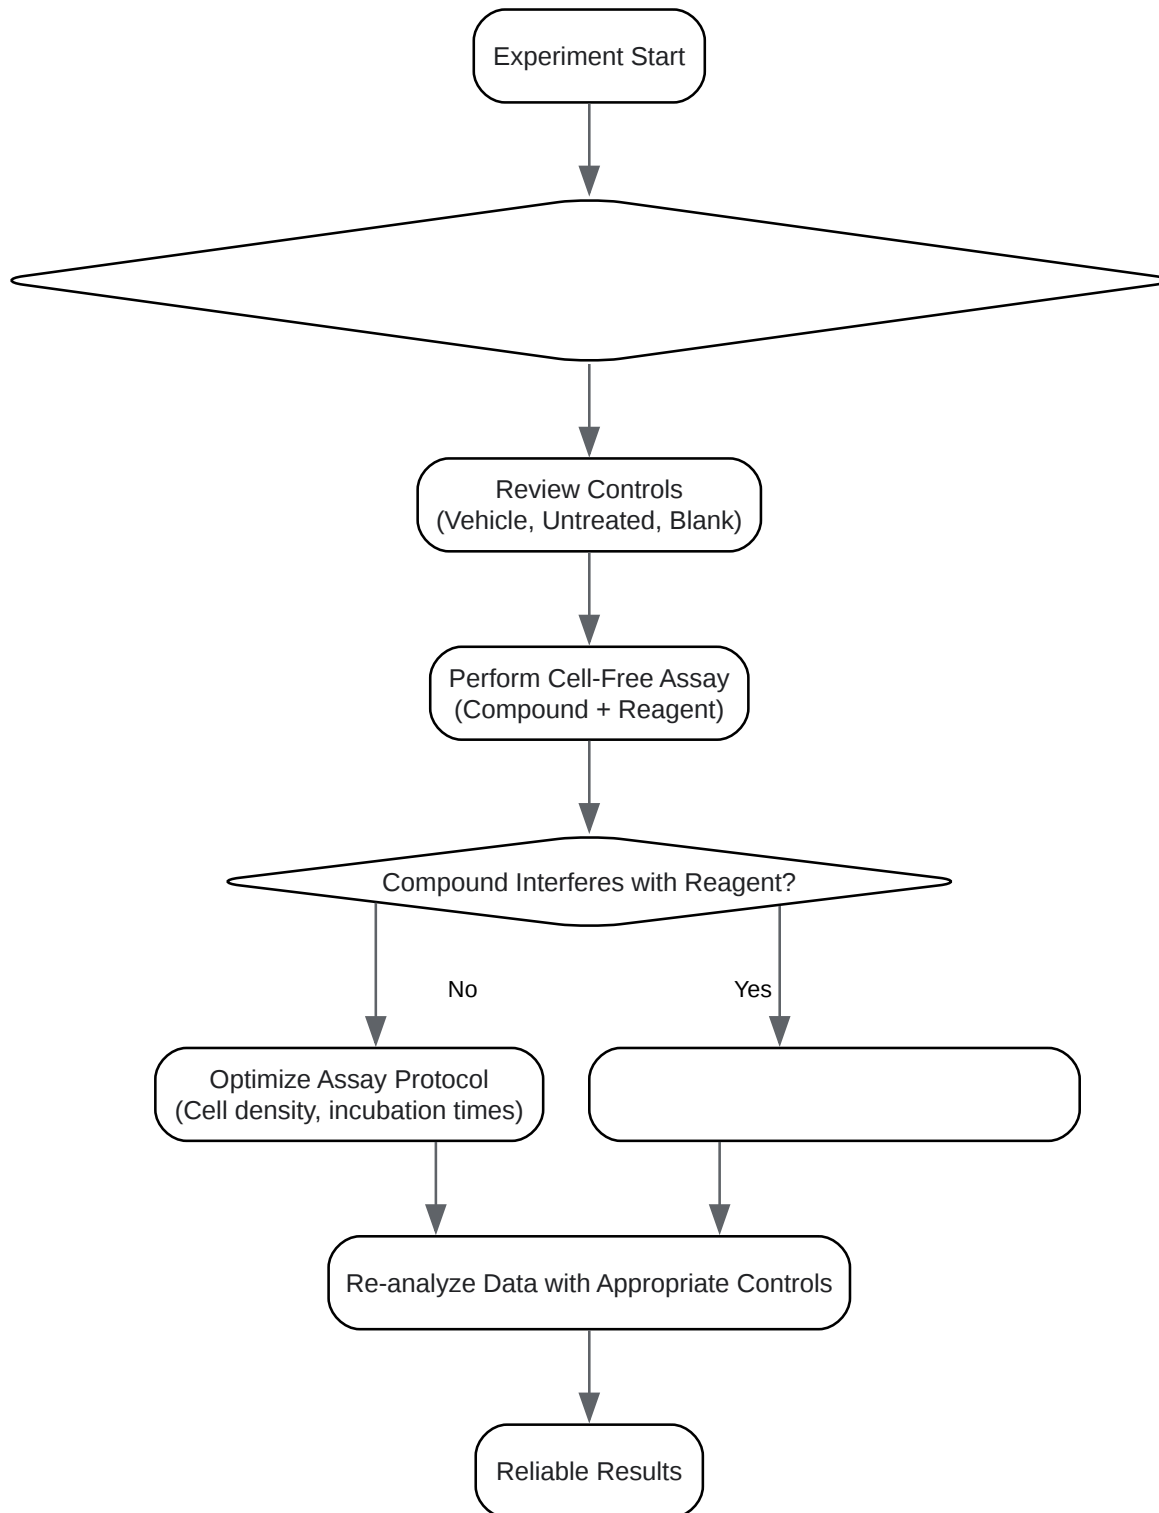 Experiment Start
Review Controls
(Vehicle, Untreated, Blank)
Perform Cell-Free Assay
(Compound + Reagent)
Compound Interferes with Reagent?
No
Yes
Optimize Assay Protocol
(Cell density, incubation times)
Re-analyze Data with Appropriate Controls
Reliable Results